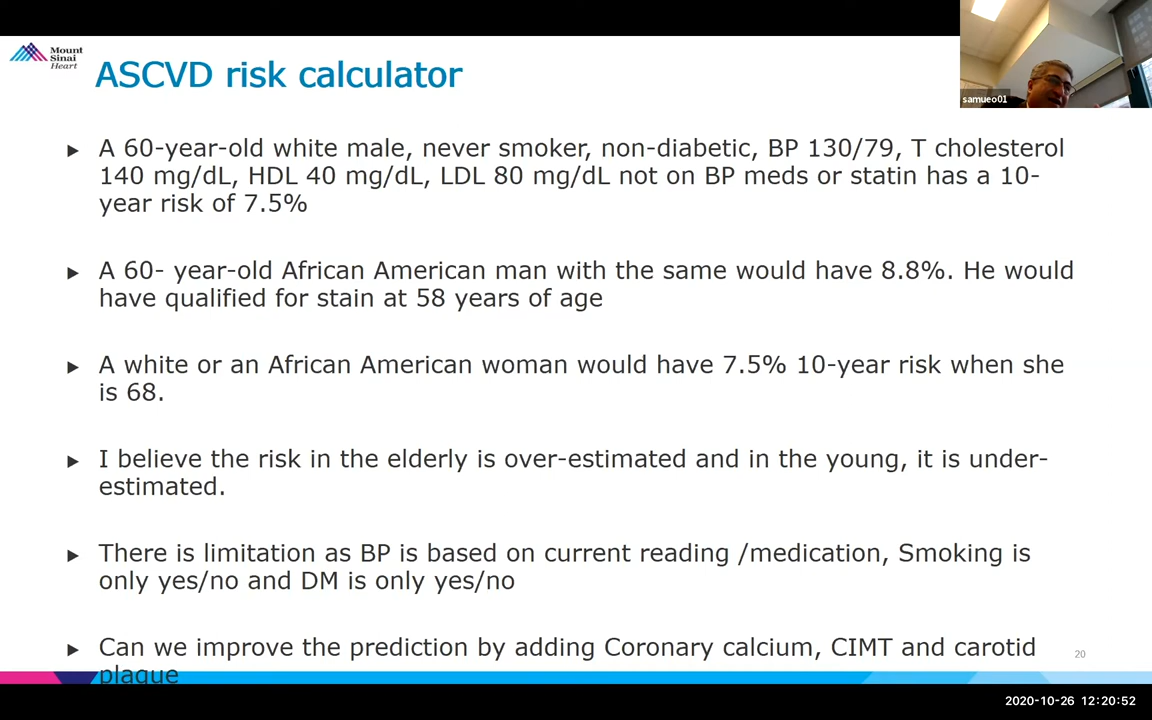 Mount
Sinai
Heart
ASCVD risk calculator
samueo01
A 60-year-old white male, never smoker, non-diabetic, BP 130/79, T cholesterol
140 mg/dL, HDL 40 mg/dL, LDL 80 mg/dL not on BP meds or statin has a 10-
year risk of 7.5%
A 60- year-old African American man with the same would have 8.8%. He would
have qualified for stain at 58 years of age
A white or an African American woman would have 7.5% 10-year risk when she
is 68.
I believe the risk in the elderly is over-estimated and in the young, it is under-
estimated.
There is limitation as BP is based on current reading /medication, Smoking is
only yes/no and DM is only yes/no
Can we improve the prediction by adding Coronary calcium, CIMT and carotid
plaque
20
2020-10-26 12:20:52